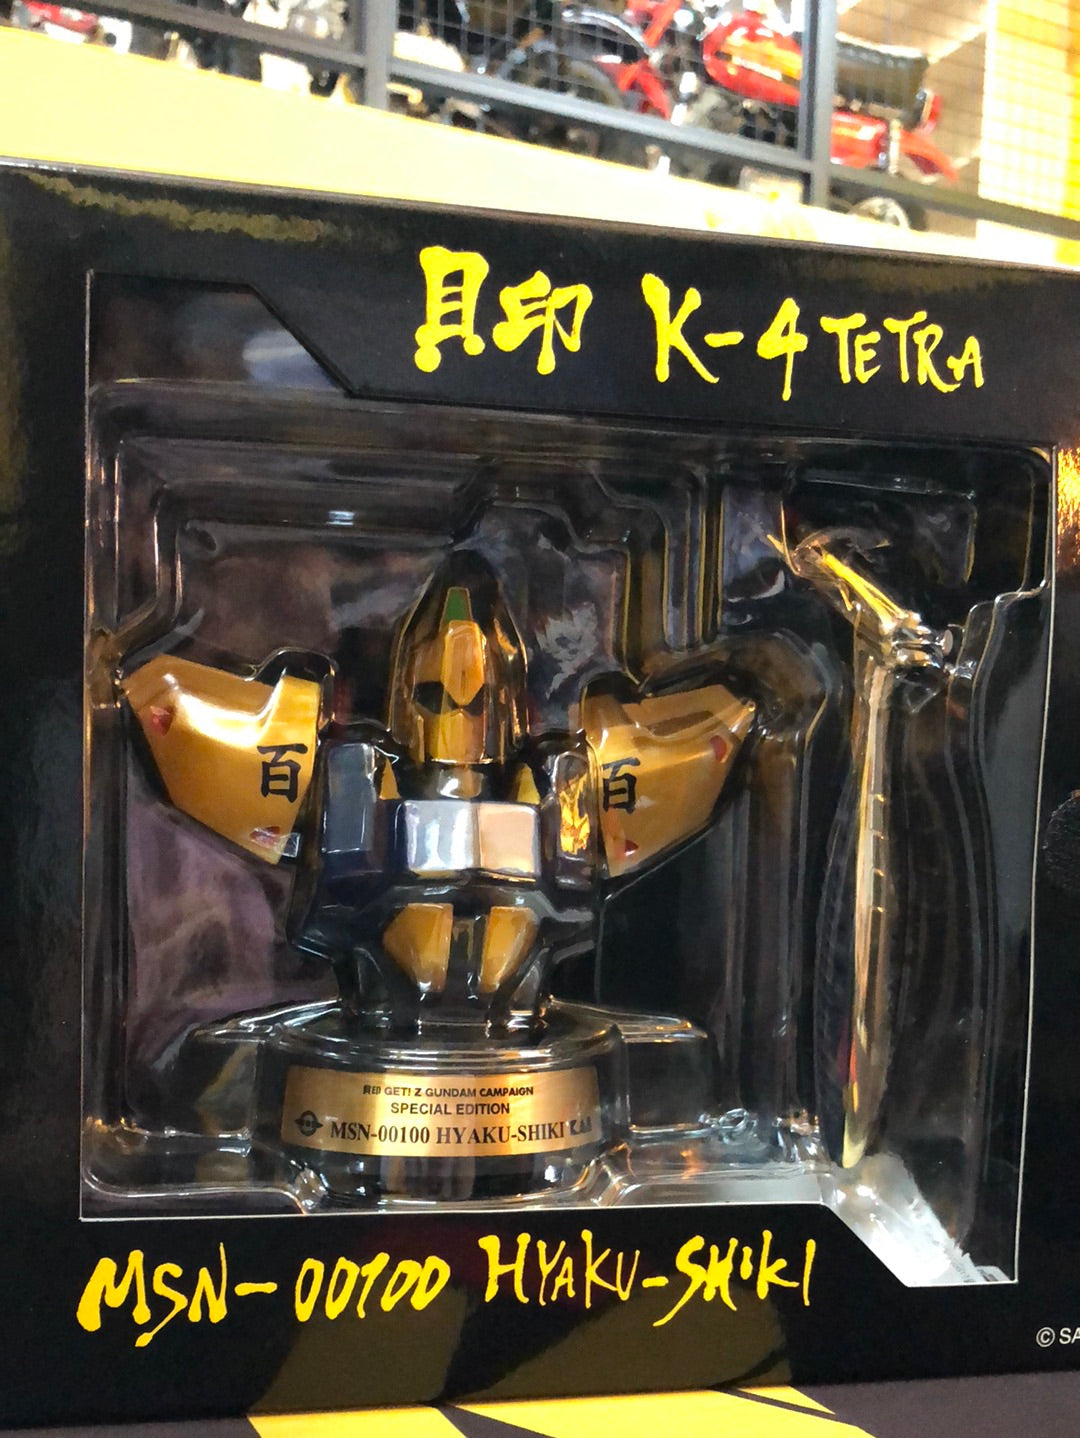 貝印 K-4 TETRA
百 百
貝印 GET! Z GUNDAM CAMPAIGN
SPECIAL EDITION
MSN-00100 HYAKU-SHIKI
MSN-00100 HYAKU-SHIKI
© SA